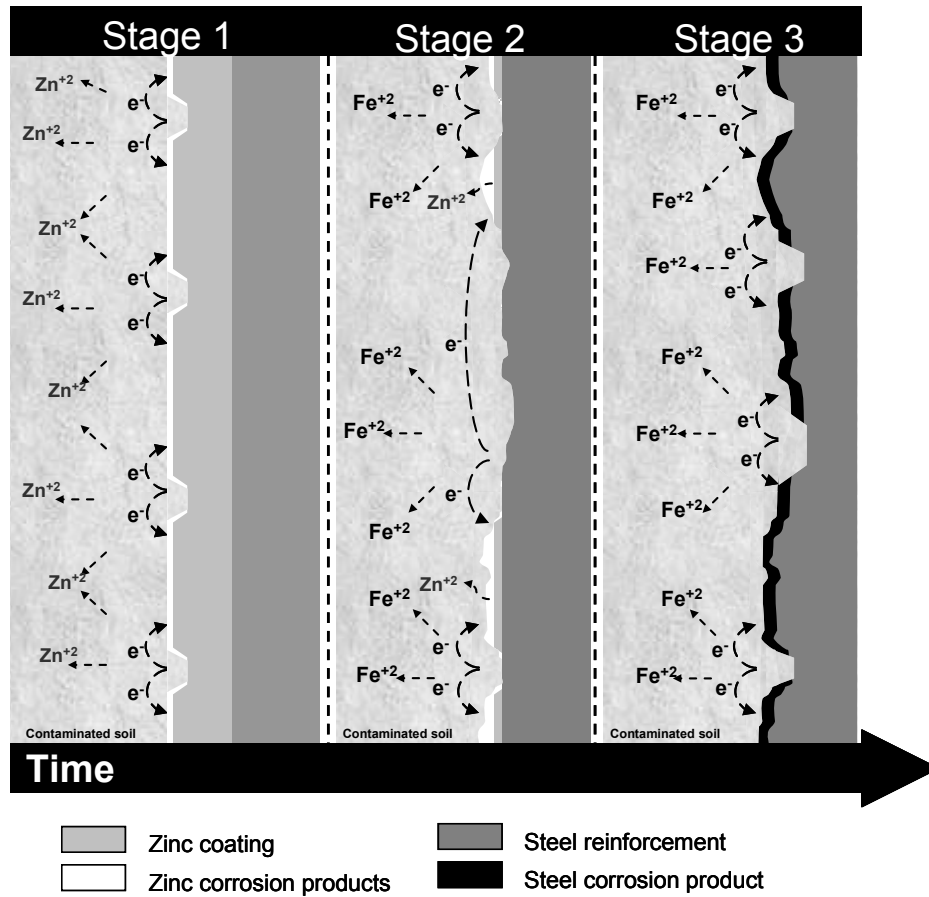 Stage 1
Stage 2
Stage 3
Zn+2
e-
Zn+2
e-
Zn+2
e-
Zn+2
e-
Zn+2
e-
Zn+2
e-
Zn+2
e-
Zn+2
e-
Contaminated soil
e-
Fe+2
e-
Fe+2
Zn+2
e-
Fe+2
Fe+2
e-
Fe+2
Zn+2
Fe+2
e-
Fe+2
e-
Contaminated soil
e-
Fe+2
e-
Fe+2
e-
Fe+2
e-
Fe+2
e-
Fe+2
e-
Fe+2
Fe+2
e-
Fe+2
e-
Contaminated soil
Time
Zinc coating
Steel reinforcement
Zinc corrosion products
Steel corrosion product